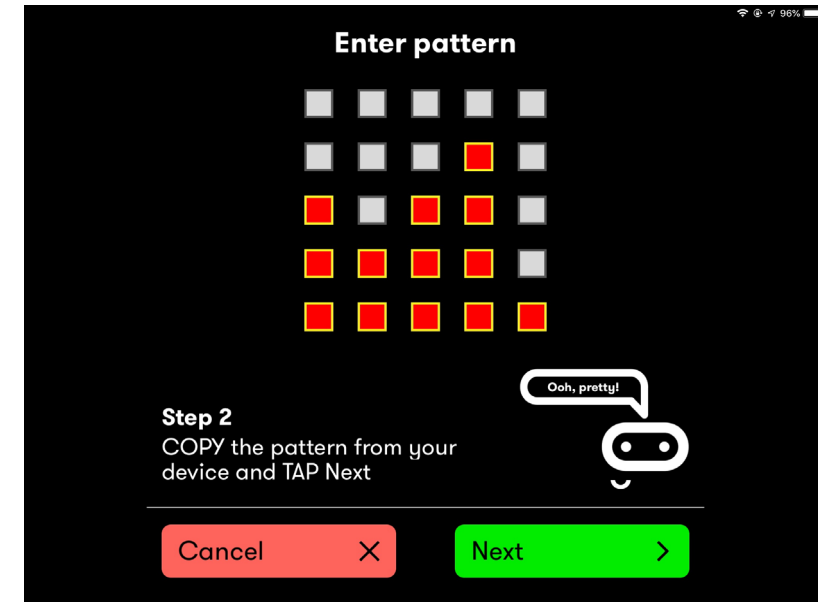 96%
Enter pattern
Ooh, pretty!
Step 2
COPY the pattern from your
device and TAP Next
Cancel
Next